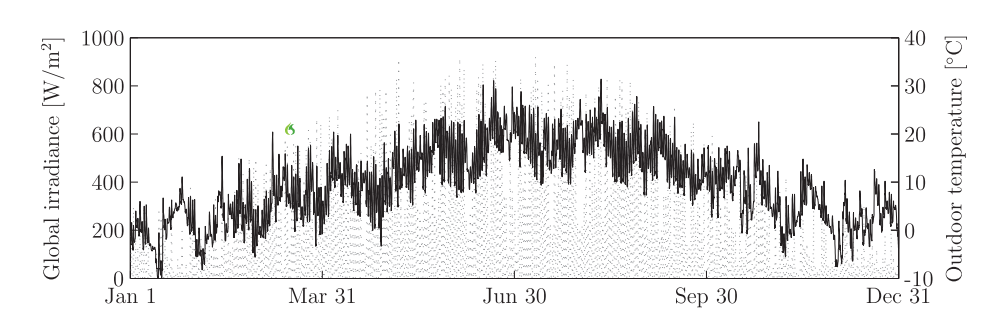 Global irradiance [W/m²]
1000
800
600
400
200
0
Jan 1
Mar 31
Jun 30
Sep 30
Dec 31
40
30
20
10
0
-10
Outdoor temperature [°C]